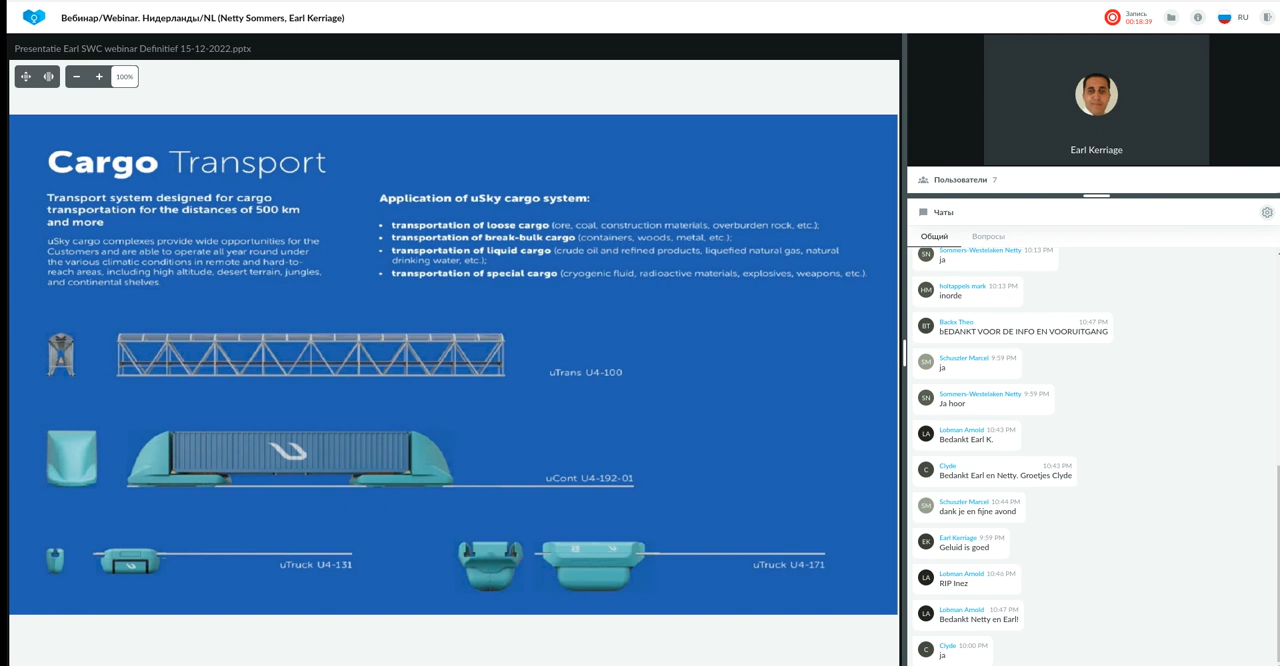 Вебинар/Webinar. Нидерланды/NL (Netty Sommers, Earl Kerriage)
Запись
00:18:39
RU
Presentatie Earl SWC webinar Definitief 15-12-2022.pptx
100%
Cargo Transport
Transport system designed for cargo
transportation for the distances of 500 km
and more
uSky cargo complexes provide wide opportunities for the
Customers and are able to operate all year round under
the various climatic conditions in remote and hard-to-
reach areas, including high altitude, desert terrain, jungles,
and continental shelves
Application of uSky cargo system:
• transportation of loose cargo (ore, coal, construction materials, overburden rock, etc.);
• transportation of break-bulk cargo (containers, woods, metal, etc.);
• transportation of liquid cargo (crude oil and refined products, liquefied natural gas, natural
drinking water, etc.);
• transportation of special cargo (cryogenic fluid, radioactive materials, explosives, weapons, etc.).
uTrans U4-100
uCont U4-192-01
uTruck U4-131
uTruck U4-171
Earl Kerriage
Пользователи 7
Чаты
Общий
Вопросы
SN
Sommers-Westelaken Netty 10:13 PM
ja
HM
holtappels mark 10:13 PM
inorde
BT
Backx Theo 10:47 PM
bEDANKT VOOR DE INFO EN VOORUITGANG
SM
Schuszler Marcel 9:59 PM
ja
SN
Sommers-Westelaken Netty 9:59 PM
Ja hoor
LA
Lobman Arnold 10:43 PM
Bedankt Earl K.
C
Clyde 10:43 PM
Bedankt Earl en Netty. Groetjes Clyde
SM
Schuszler Marcel 10:44 PM
dank je en fijne avond
EK
Earl Kerriage 9:59 PM
Geluid is goed
LA
Lobman Arnold 10:46 PM
RIP Inez
LA
Lobman Arnold 10:47 PM
Bedankt Netty en Earl!
C
Clyde 10:00 PM
ja